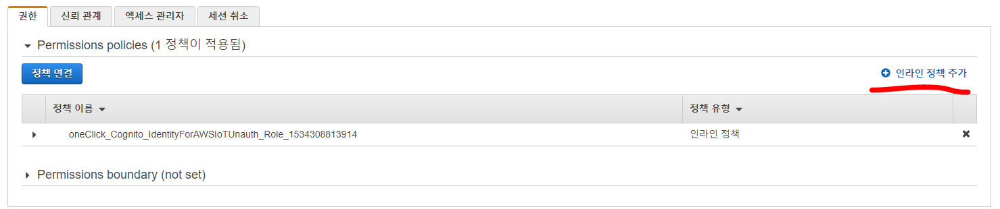 권한 신뢰 관계 액세스 관리자 세션 취소
Permissions policies (1 정책이 적용됨)
정책 연결 인라인 정책 추가
정책 이름 정책 유형
oneClick_Cognito_IdentityForAWSIoTUnauth_Role_1534308813914 인라인 정책
Permissions boundary (not set)